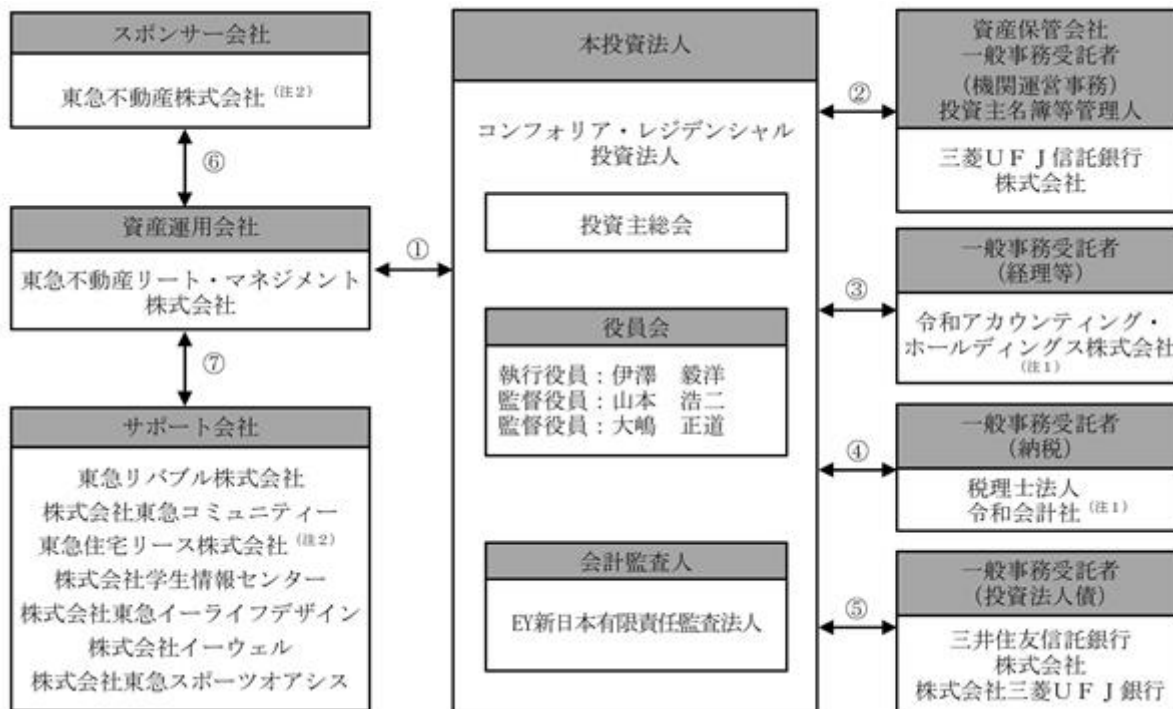 スポンサー会社
東急不動産株式会社(注2)
⑥
資産運用会社
東急不動産リート・マネジメント
株式会社
⑦
サポート会社
東急リバブル株式会社
株式会社東急コミュニティー
東急住宅リース株式会社(注2)
株式会社学生情報センター
株式会社東急イーライフデザイン
株式会社イーウェル
株式会社東急スポーツオアシス
①
本投資法人
コンフォリア・レジデンシャル
投資法人
投資主総会
役員会
執行役員:伊澤 毅洋
監督役員:山本 浩二
監督役員:大嶋 正道
会計監査人
EY新日本有限責任監査法人
②
資産保管会社
一般事務受託者
(機関運営事務)
投資主名簿等管理人
三菱UFJ信託銀行
株式会社
③
一般事務受託者
(経理等)
令和アカウンティング・
ホールディングス株式会社
(注1)
④
一般事務受託者
(納税)
税理士法人
令和会計社(注1)
⑤
一般事務受託者
(投資法人債)
三井住友信託銀行
株式会社
株式会社三菱UFJ銀行